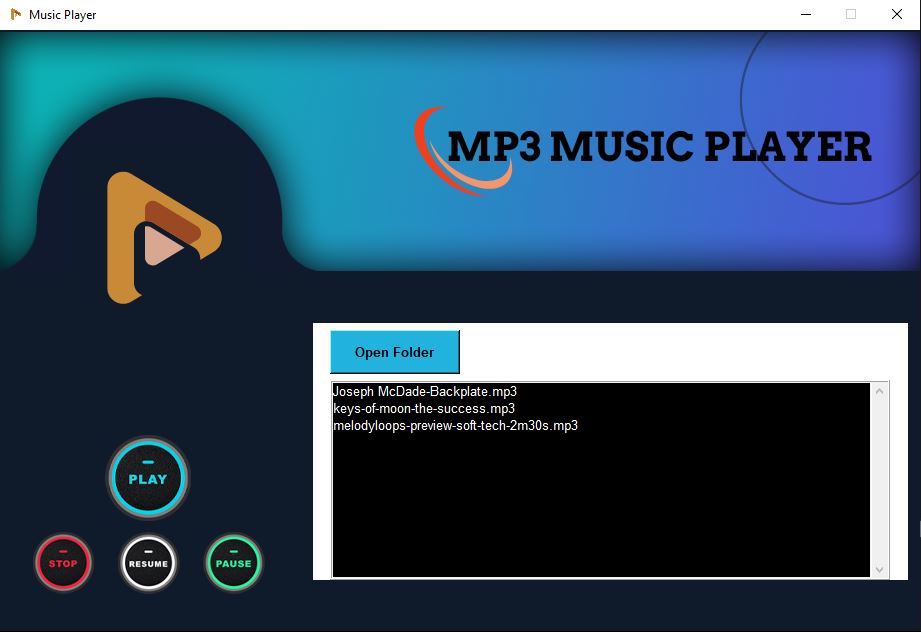 Music Player
MP3 MUSIC PLAYER
Open Folder
Joseph McDade-Backplate.mp3
keys-of-moon-the-success.mp3
melodyloops-preview-soft-tech-2m30s.mp3
PLAY
STOP
RESUME
PAUSE